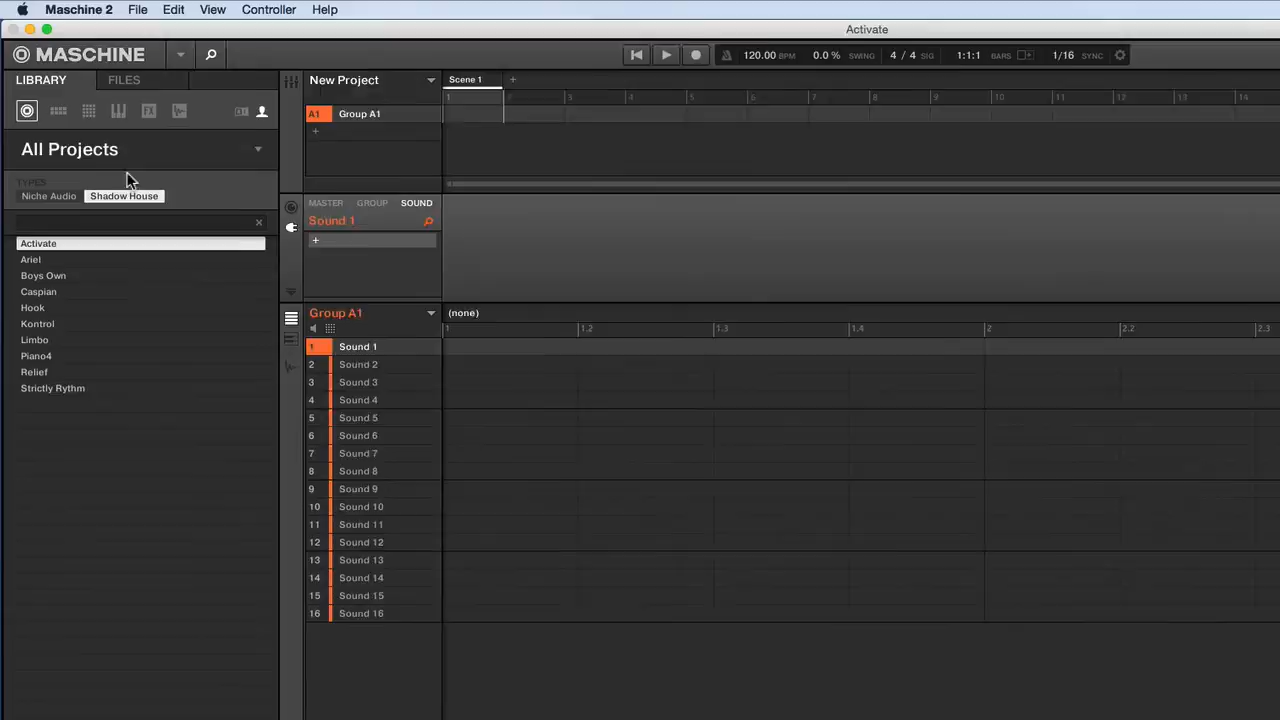 Maschine 2 File Edit View Controller Help
Activate
MASCHINE 120.00 BPM 0.0% SWING 4 / 4 SIG 1:1:1 BARS 1/16 SYNC
LIBRARY FILES
New Project
Scene 1 +
1 2 3 4 5 6 7 8 9 10 11 12 13 14
A1 Group A1
+
All Projects
TYPES
Niche Audio Shadow House
Activate
Ariel
Boys Own
Caspian
Hook
Kontrol
Limbo
Piano4
Relief
Strictly Rythm
MASTER GROUP SOUND
Sound 1
+
Group A1 (none)
1 1.2 1.3 1.4 2 2.2 2.3
1 Sound 1
2 Sound 2
3 Sound 3
4 Sound 4
5 Sound 5
6 Sound 6
7 Sound 7
8 Sound 8
9 Sound 9
10 Sound 10
11 Sound 11
12 Sound 12
13 Sound 13
14 Sound 14
15 Sound 15
16 Sound 16